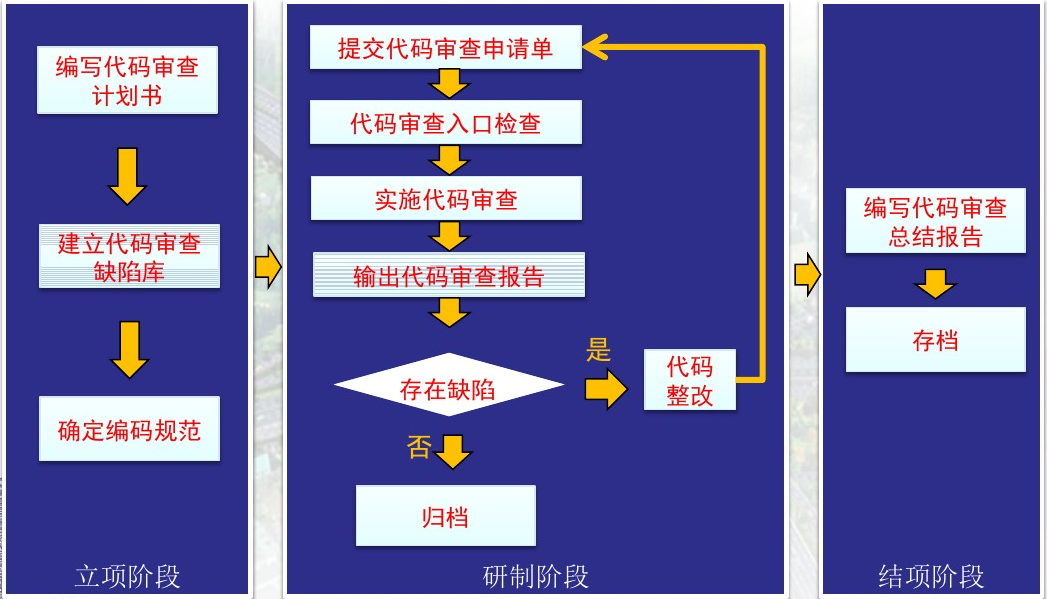 编写代码审查
计划书
建立代码审查
缺陷库
确定编码规范
立项阶段
提交代码审查申请单
代码审查入口检查
实施代码审查
输出代码审查报告
存在缺陷
是
代码
整改
否
归档
研制阶段
编写代码审查
总结报告
存档
结项阶段